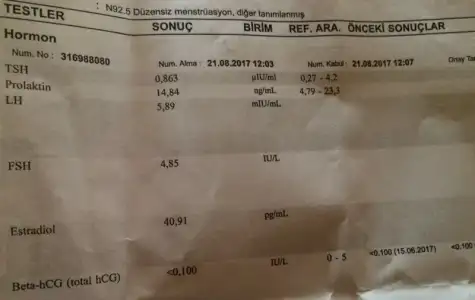 : N92.5 Düzensiz menstrüasyon, diğer tanımlanmış
TESTLER SONUÇ BİRİM REF. ARA. ÖNCEKİ SONUÇLAR
Hormon
Num. No : 316988080 Num. Alma : 21.08.2017 12:03 Num. Kabul : 21.08.2017 12:07 Onay Tar
TSH 0,863 µIU/ml 0,27 - 4,2
Prolaktin 14,84 ng/mL 4,79 - 23,3
LH 5,89 mIU/mL
FSH 4,85 IU/L
Estradiol 40,91 pg/mL
Beta-hCG (total hCG) <0,100 IU/L 0 - 5 <0,100 (15.06.2017) <0,100